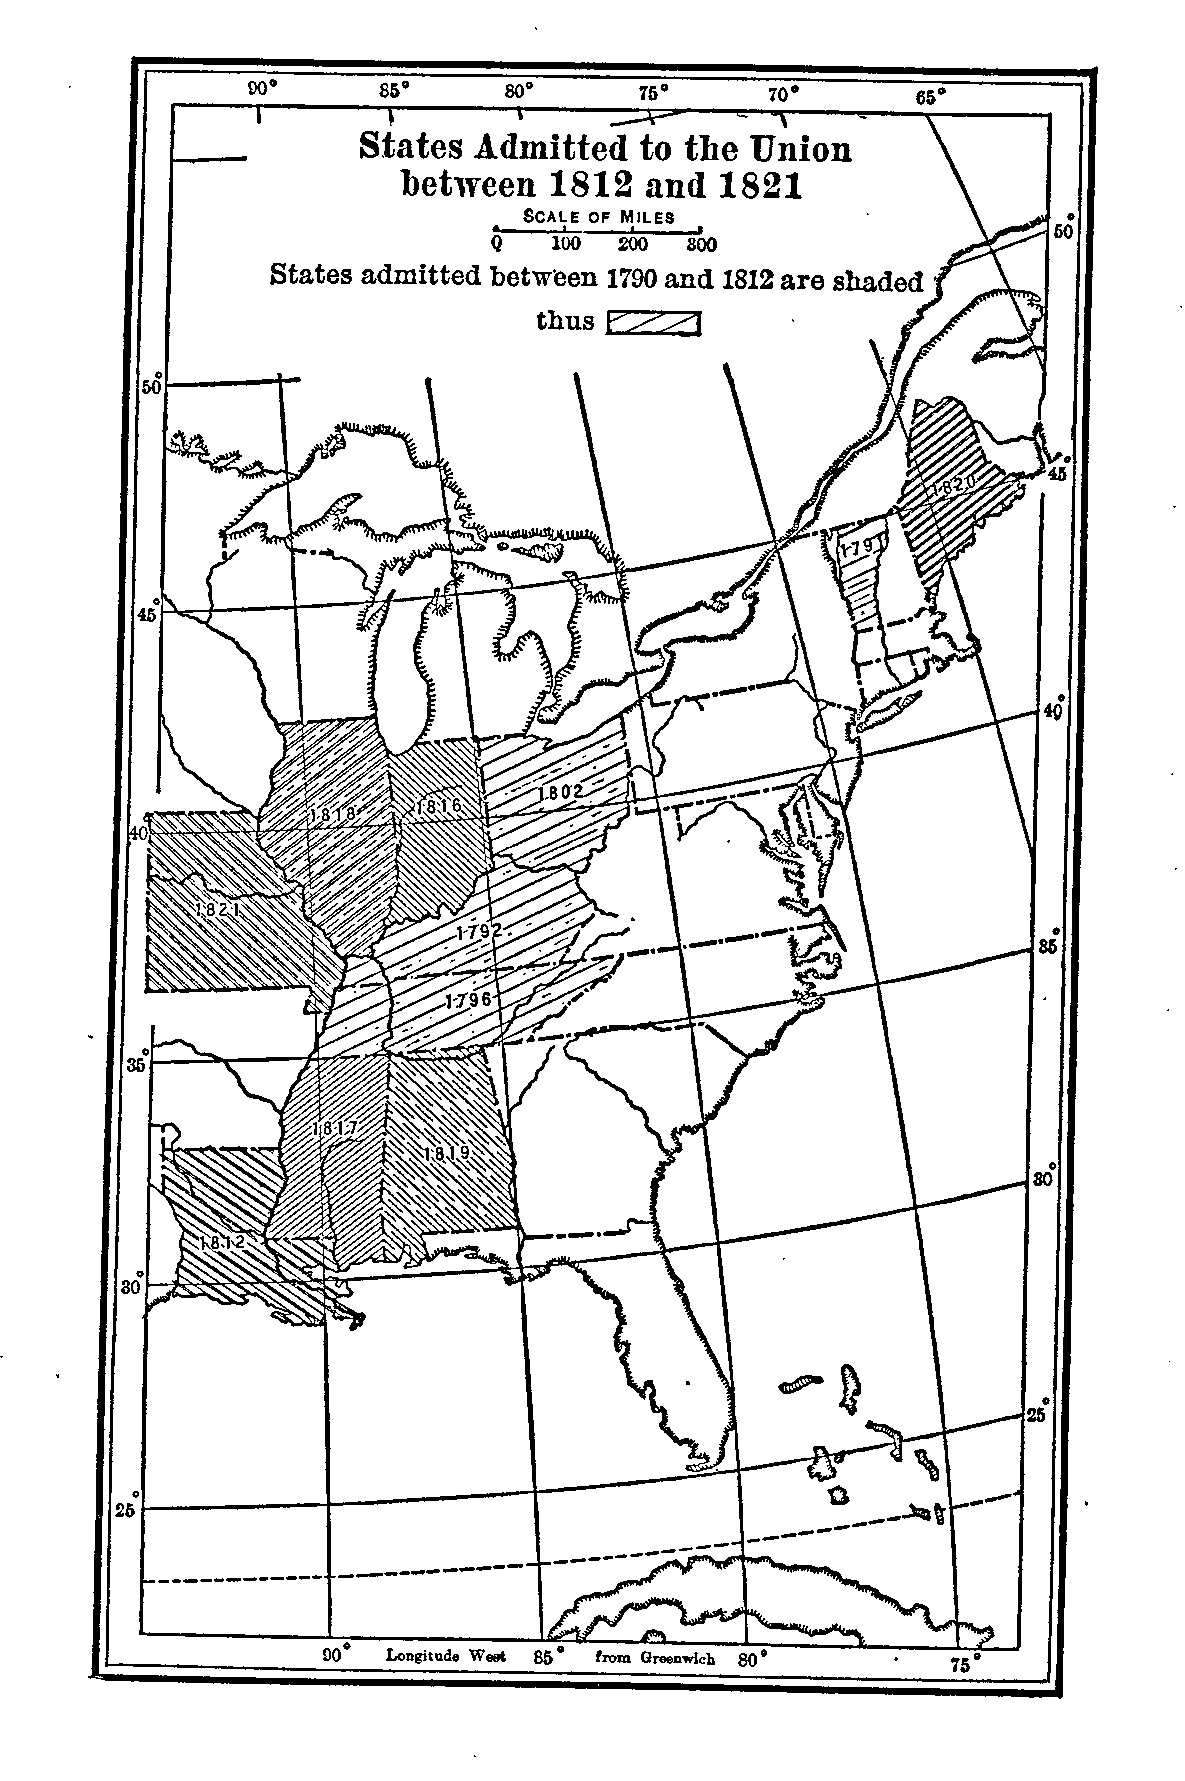 90° 85° 80° 75° 70° 65°
States Admitted to the Union
between 1812 and 1821
SCALE OF MILES
0 100 200 300
States admitted between 1790 and 1812 are shaded
thus
50°
50°
45°
1820
1791
45°
40°
1802
1818
1816
40°
1821
1792
35°
1796
35°
1817
1819
30°
1812
30°
25°
25°
90° Longitude West 85° from Greenwich 80° 75°